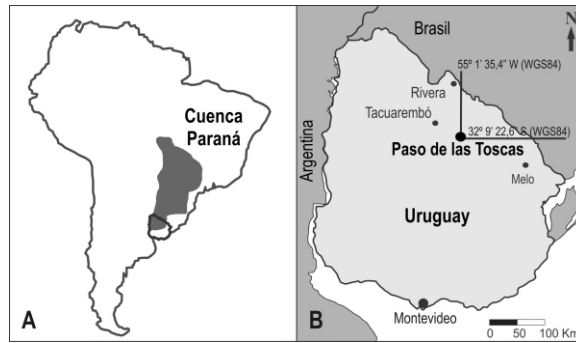 Cuenca
Paraná
A
Brasil
N
55º 1´ 35,4” W (WGS84)
Rivera
Tacuarembó
32º 9´ 22,6” S (WGS84)
Paso de las Toscas
Melo
Argentina
Uruguay
Montevideo
B
0 50 100 Km